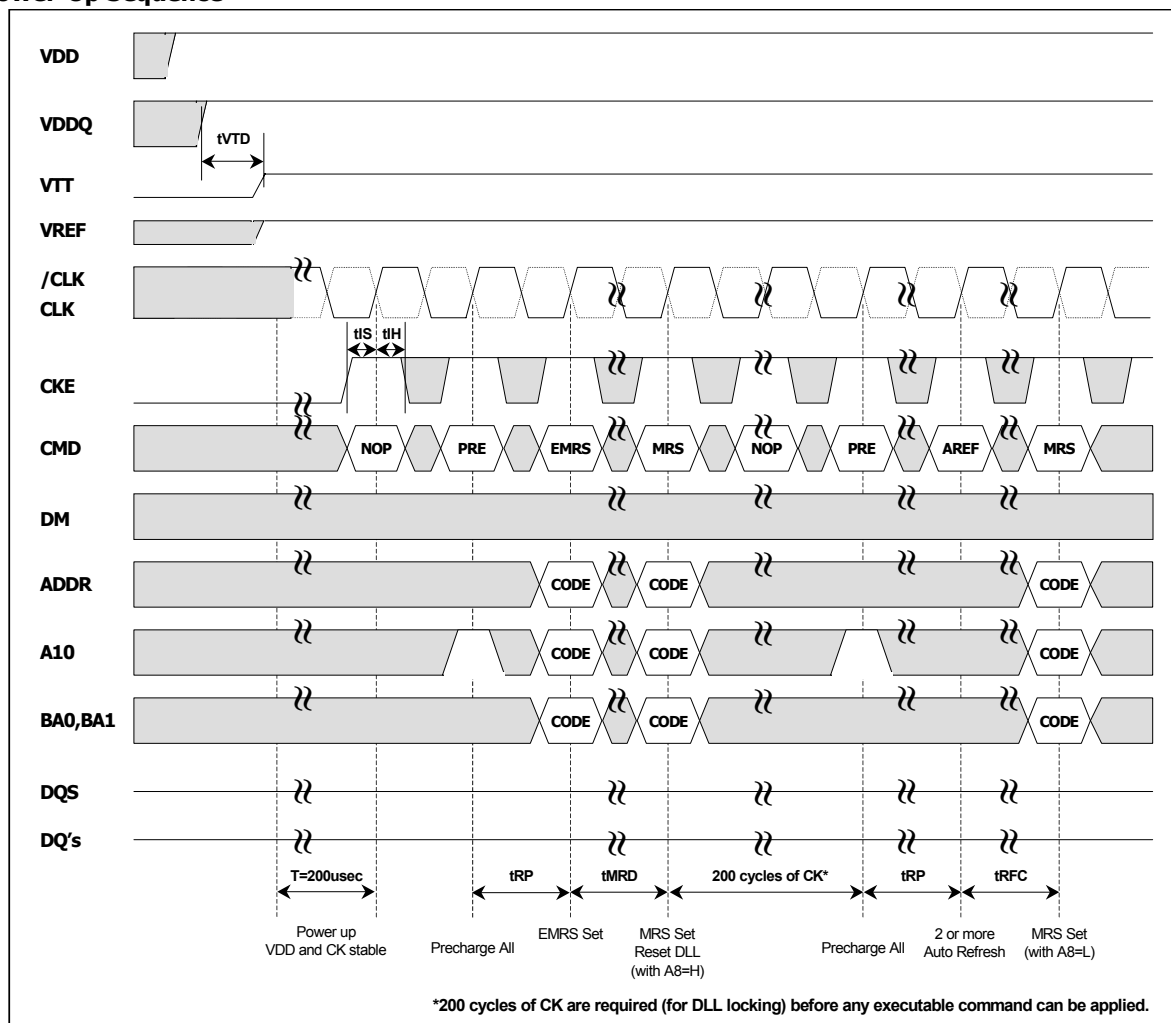 VDD
VDDQ
tVTD
VTT
VREF
/CLK
CLK
tIS tIH
CKE
CMD NOP PRE EMRS MRS NOP PRE AREF MRS
DM
ADDR CODE CODE CODE
A10 CODE CODE CODE
BA0,BA1 CODE CODE CODE
DQS
DQ's
T=200usec tRP tMRD 200 cycles of CK* tRP tRFC
Power up
VDD and CK stable
Precharge All
EMRS Set
MRS Set
Reset DLL
(with A8=H)
Precharge All
2 or more
Auto Refresh
MRS Set
(with A8=L)
*200 cycles of CK are required (for DLL locking) before any executable command can be applied.